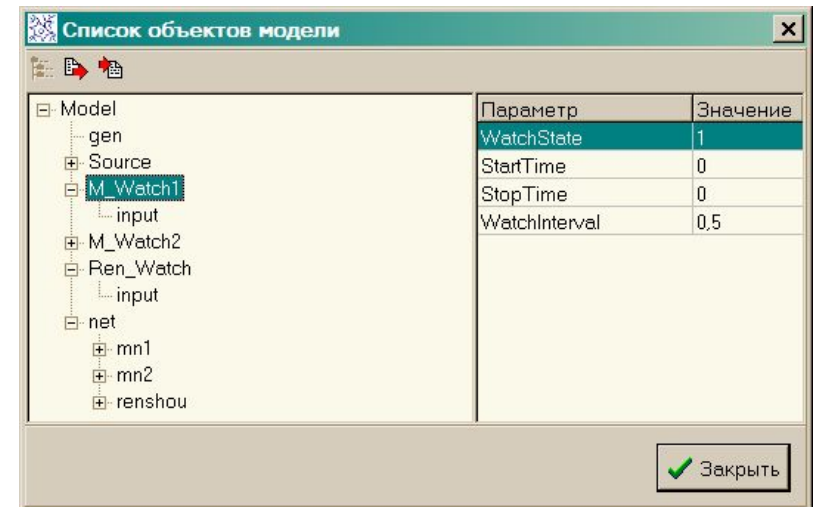 Список объектов модели
Model
gen
Source
M_Watch1
input
M_Watch2
Ren_Watch
input
net
mn1
mn2
renshou
Параметр Значение
WatchState 1
StartTime 0
StopTime 0
WatchInterval 0,5
Закрыть